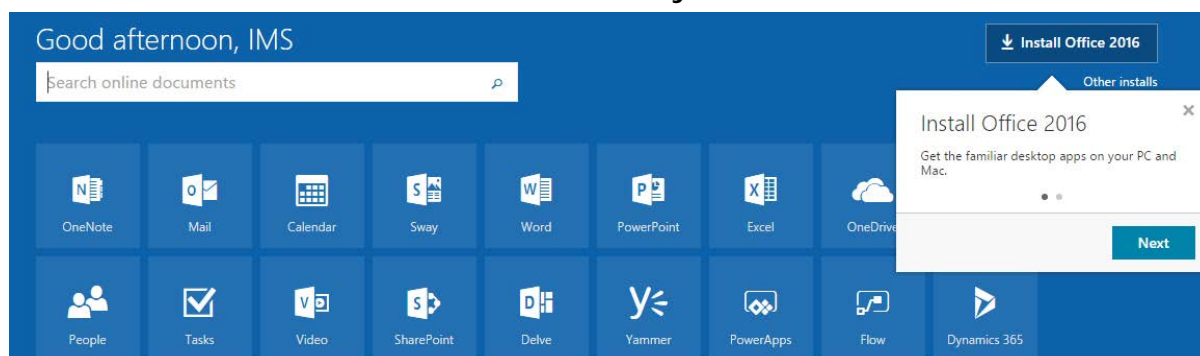 Good afternoon, IMS
Install Office 2016
Search online documents
Other installs
Install Office 2016
Get the familiar desktop apps on your PC and
Mac.
OneNote Mail Calendar Sway Word PowerPoint Excel OneDrive
Next
People Tasks Video SharePoint Delve Yammer PowerApps Flow Dynamics 365